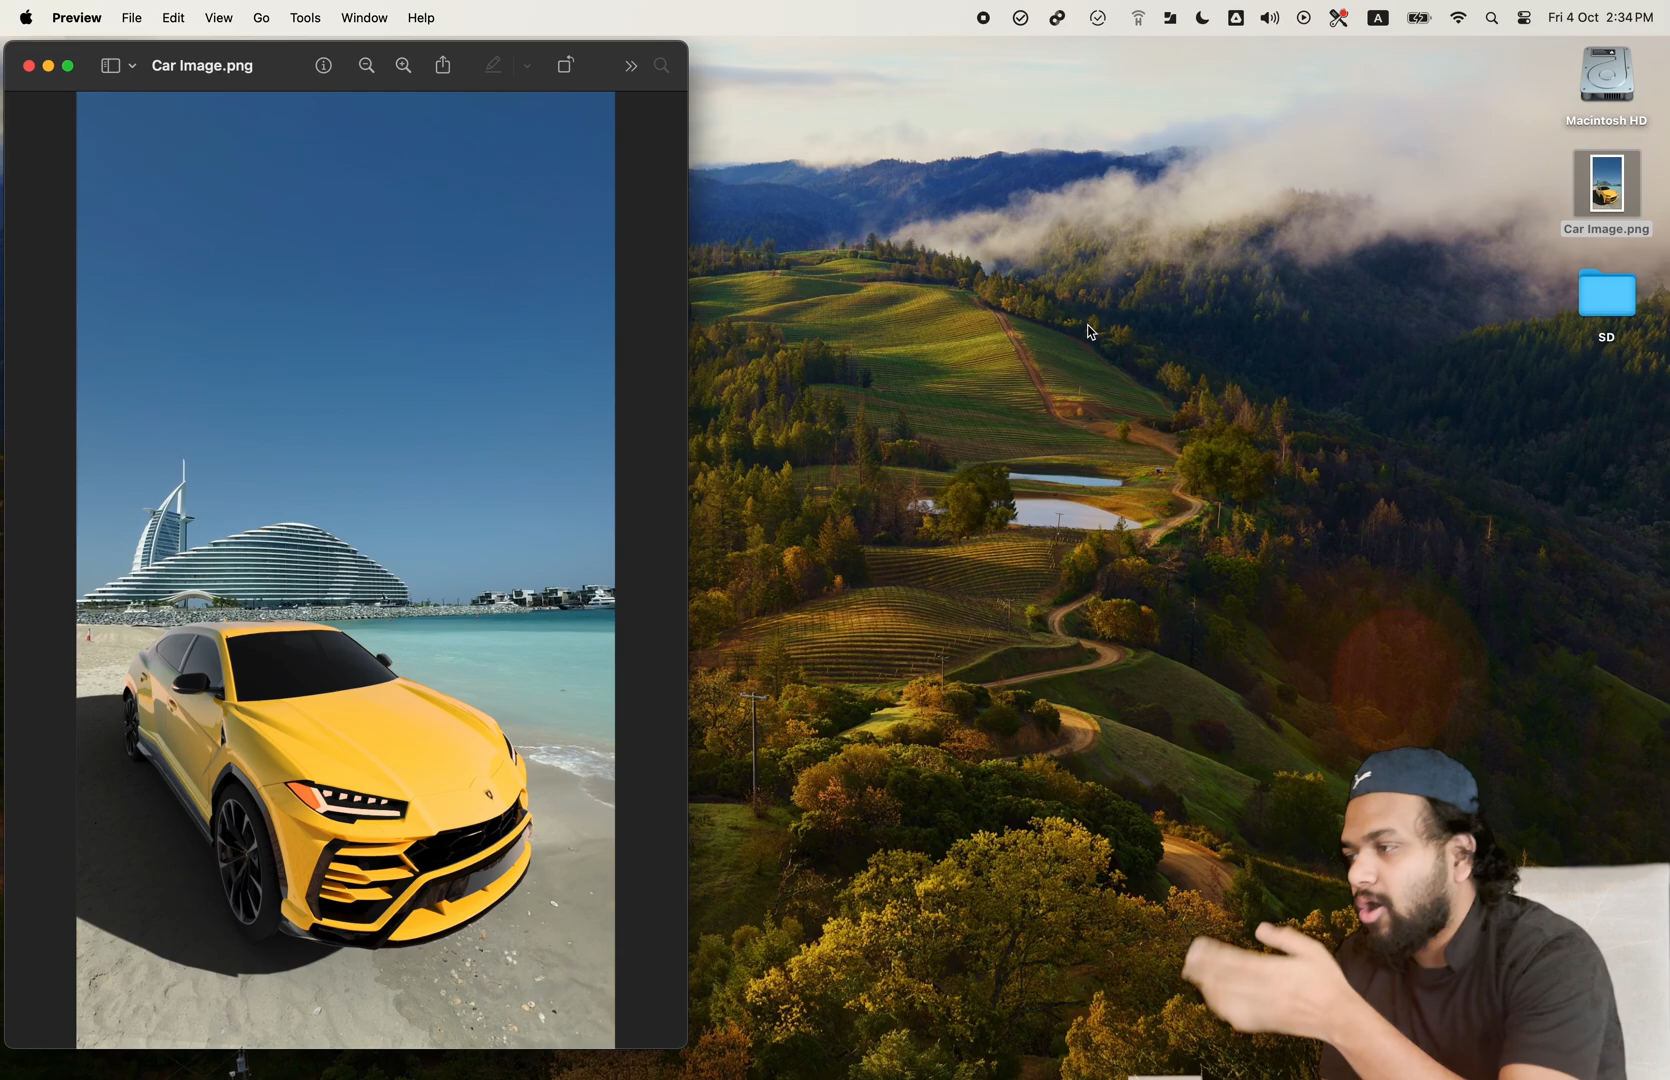 Preview File Edit View Go Tools Window Help A Fri 4 Oct 2:34 PM
Car Image.png
Macintosh HD
Car Image.png
SD